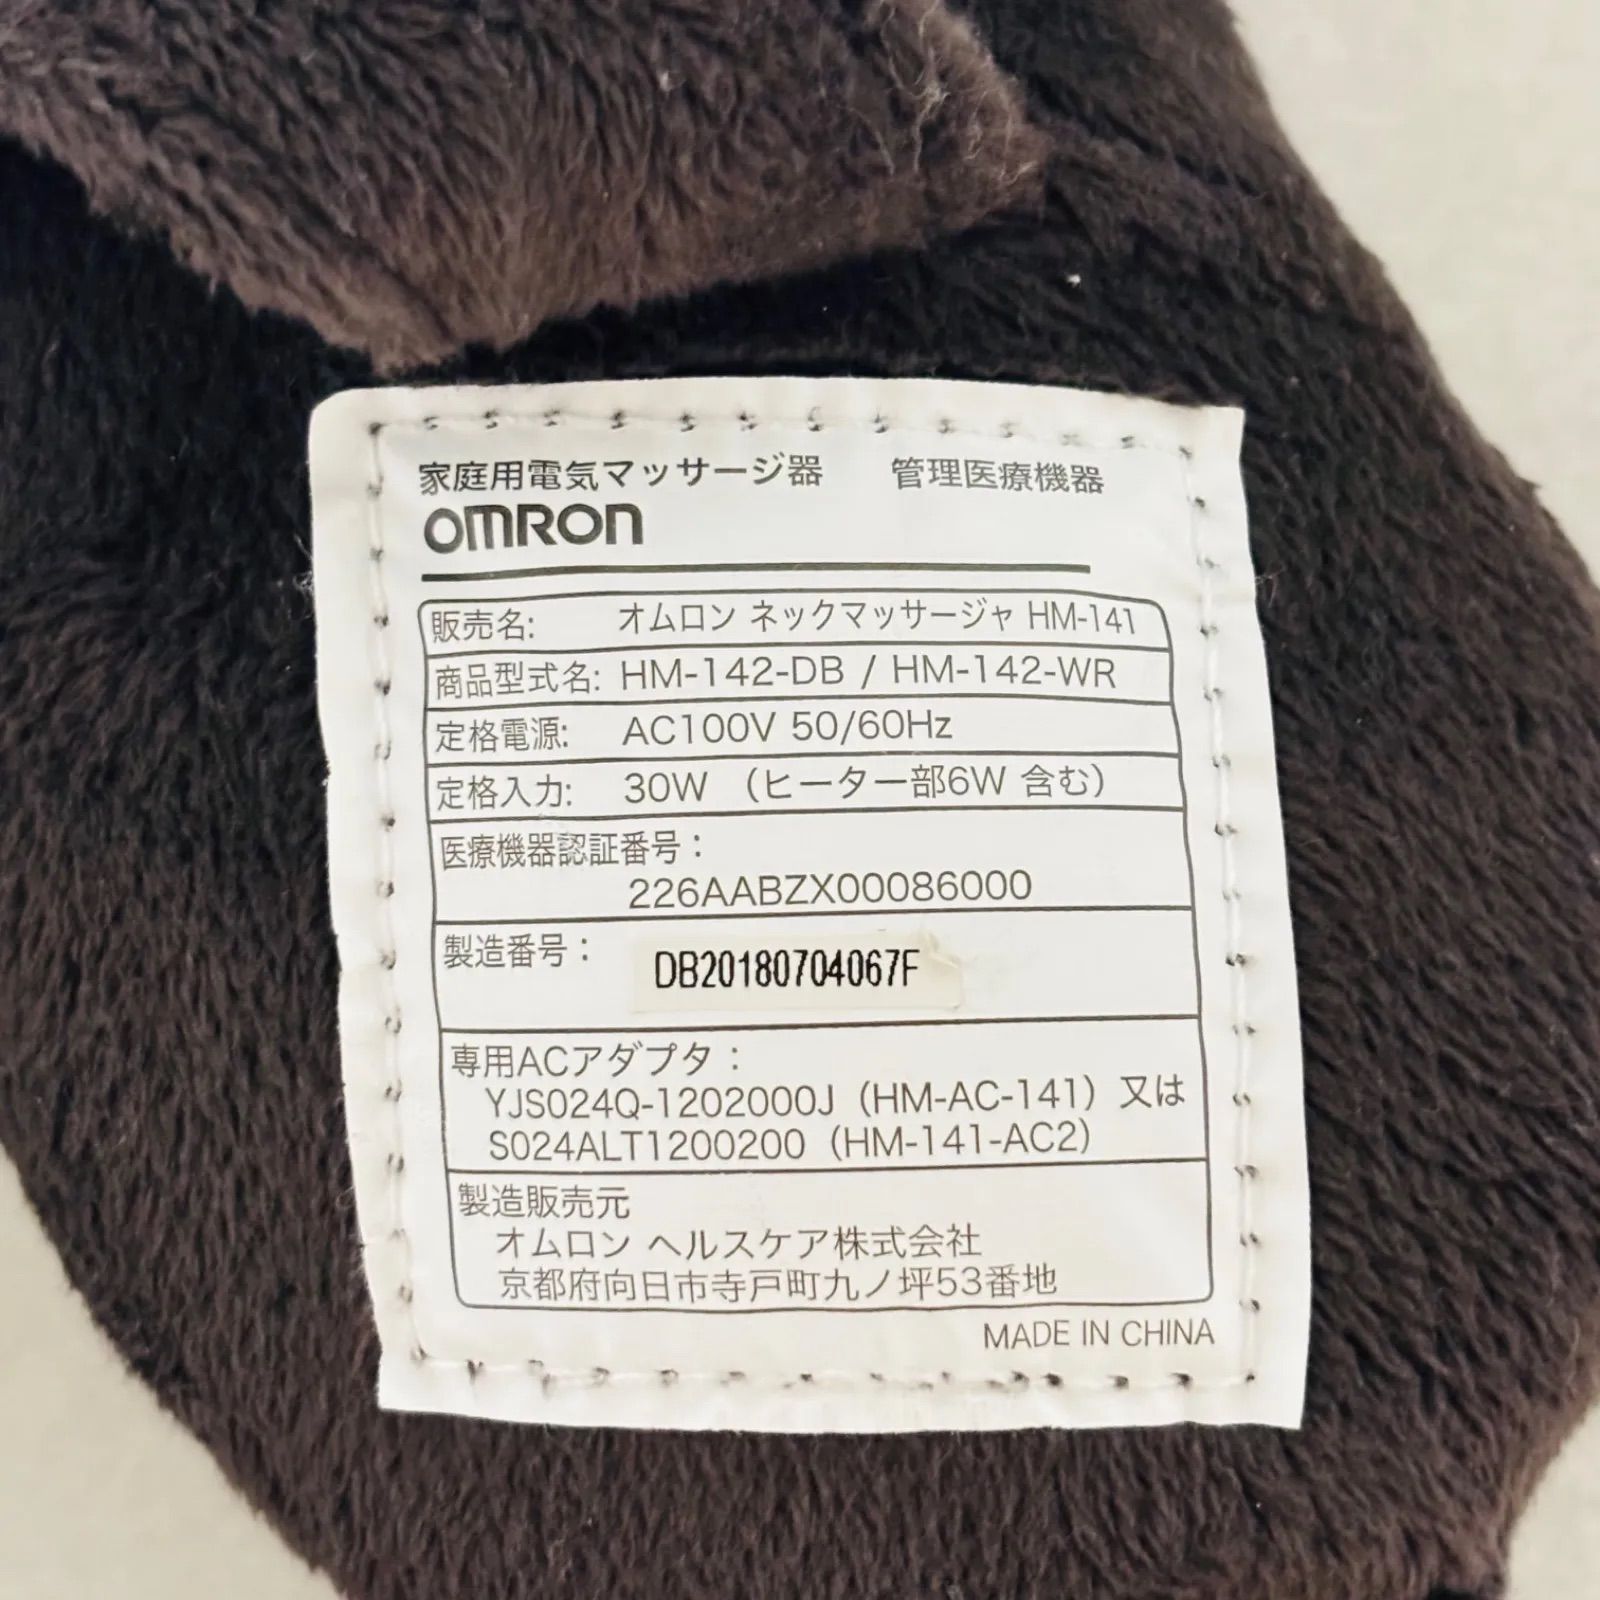 家庭用電気マッサージ器　管理医療機器
OMRON
販売名: オムロン ネックマッサージャ HM-141
商品型式名: HM-142-DB / HM-142-WR
定格電源: AC100V 50/60Hz
定格入力: 30W （ヒーター部6W 含む）
医療機器認証番号：
226AABZX00086000
製造番号： DB20180704067F
専用ACアダプタ：
YJS024Q-1202000J（HM-AC-141）又は
S024ALT1200200（HM-141-AC2）
製造販売元
オムロン ヘルスケア株式会社
京都府向日市寺戸町九ノ坪53番地
MADE IN CHINA